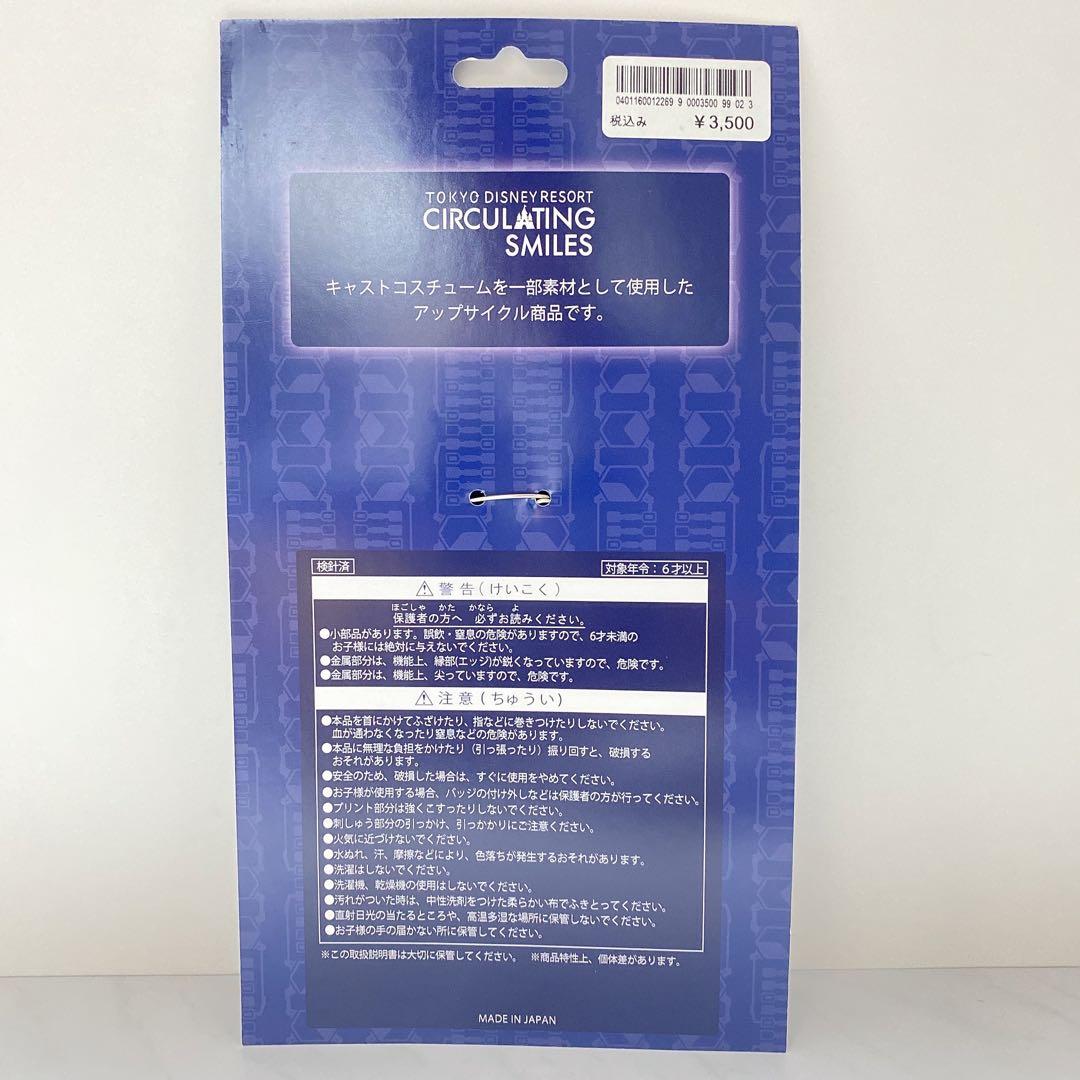 0401160012269 9 0003500 99 02 3
税込み ¥3,500
TOKYO DISNEY RESORT
CIRCULATING
SMILES
キャストコスチュームを一部素材として使用した
アップサイクル商品です。
検針済 対象年令：６才以上
⚠警告(けいこく)
ほごしゃ かた かなら よ
保護者の方へ 必ずお読みください。
●小部品があります。誤飲・窒息の危険がありますので、6才未満の
お子様には絶対に与えないでください。
●金属部分は、機能上、縁部(エッジ)が鋭くなっていますので、危険です。
●金属部分は、機能上、尖っていますので、危険です。
⚠注意(ちゅうい)
●本品を首にかけてふざけたり、指などに巻きつけたりしないでください。
血が通わなくなったり窒息などの危険があります。
●本品に無理な負担をかけたり（引っ張ったり）振り回すと、破損する
おそれがあります。
●安全のため、破損した場合は、すぐに使用をやめてください。
●お子様が使用する場合、バッジの付け外しなどは保護者の方が行ってください。
●プリント部分は強くこすったりしないでください。
●刺しゅう部分の引っかけ、引っかかりにご注意ください。
●火気に近づけないでください。
●水ぬれ、汗、摩擦などにより、色落ちが発生するおそれがあります。
●洗濯はしないでください。
●洗濯機、乾燥機の使用はしないでください。
●汚れがついた時は、中性洗剤をつけた柔らかい布でふきとってください。
●直射日光の当たるところや、高温多湿な場所に保管しないでください。
●お子様の手の届かない所に保管してください。
※この取扱説明書は大切に保管してください。 ※商品特性上、個体差があります。
MADE IN JAPAN